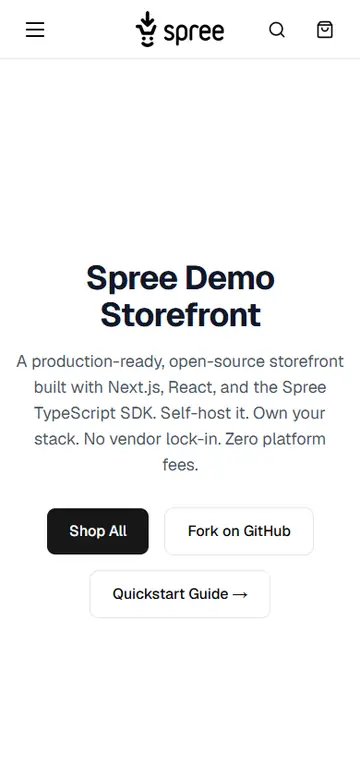 spree
Spree Demo
Storefront
A production-ready, open-source storefront
built with Next.js, React, and the Spree
TypeScript SDK. Self-host it. Own your
stack. No vendor lock-in. Zero platform
fees.
Shop All
Fork on GitHub
Quickstart Guide →